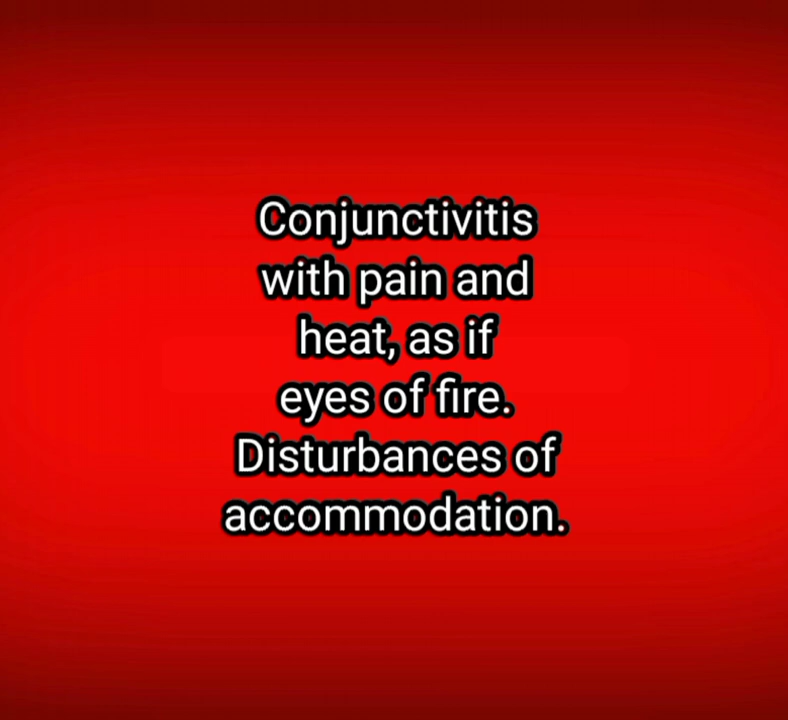 Conjunctivitis
with pain and
heat, as if
eyes of fire.
Disturbances of
accommodation.